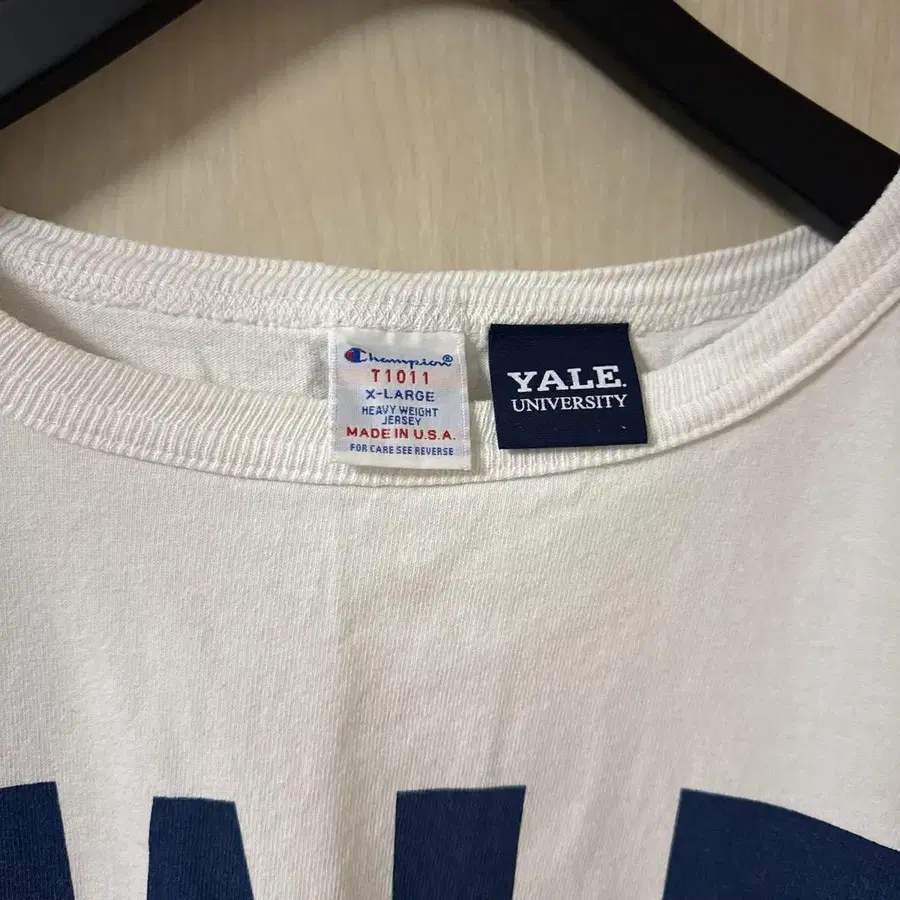 Champion®
T1011
X-LARGE
HEAVY WEIGHT
JERSEY
MADE IN U.S.A.
FOR CARE SEE REVERSE
YALE.
UNIVERSITY